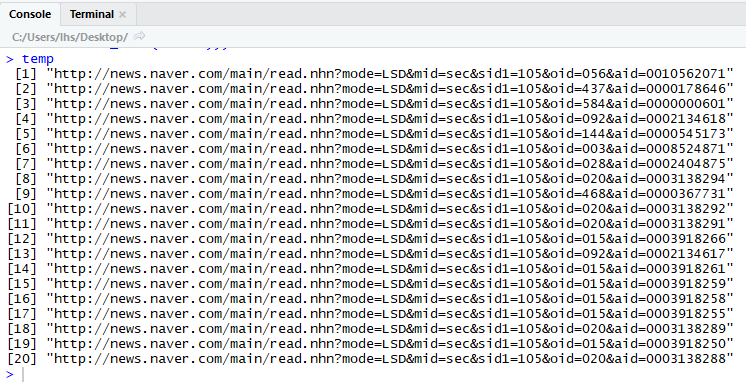 Console Terminal ×
C:/Users/lhs/Desktop/
> temp
[1] "http://news.naver.com/main/read.nhn?mode=LSD&mid=sec&sid1=105&oid=056&aid=0010562071"
[2] "http://news.naver.com/main/read.nhn?mode=LSD&mid=sec&sid1=105&oid=437&aid=0000178646"
[3] "http://news.naver.com/main/read.nhn?mode=LSD&mid=sec&sid1=105&oid=584&aid=0000000601"
[4] "http://news.naver.com/main/read.nhn?mode=LSD&mid=sec&sid1=105&oid=092&aid=0002134618"
[5] "http://news.naver.com/main/read.nhn?mode=LSD&mid=sec&sid1=105&oid=144&aid=0000545173"
[6] "http://news.naver.com/main/read.nhn?mode=LSD&mid=sec&sid1=105&oid=003&aid=0008524871"
[7] "http://news.naver.com/main/read.nhn?mode=LSD&mid=sec&sid1=105&oid=028&aid=0002404875"
[8] "http://news.naver.com/main/read.nhn?mode=LSD&mid=sec&sid1=105&oid=020&aid=0003138294"
[9] "http://news.naver.com/main/read.nhn?mode=LSD&mid=sec&sid1=105&oid=468&aid=0000367731"
[10] "http://news.naver.com/main/read.nhn?mode=LSD&mid=sec&sid1=105&oid=020&aid=0003138292"
[11] "http://news.naver.com/main/read.nhn?mode=LSD&mid=sec&sid1=105&oid=020&aid=0003138291"
[12] "http://news.naver.com/main/read.nhn?mode=LSD&mid=sec&sid1=105&oid=015&aid=0003918266"
[13] "http://news.naver.com/main/read.nhn?mode=LSD&mid=sec&sid1=105&oid=092&aid=0002134617"
[14] "http://news.naver.com/main/read.nhn?mode=LSD&mid=sec&sid1=105&oid=015&aid=0003918261"
[15] "http://news.naver.com/main/read.nhn?mode=LSD&mid=sec&sid1=105&oid=015&aid=0003918259"
[16] "http://news.naver.com/main/read.nhn?mode=LSD&mid=sec&sid1=105&oid=015&aid=0003918258"
[17] "http://news.naver.com/main/read.nhn?mode=LSD&mid=sec&sid1=105&oid=015&aid=0003918255"
[18] "http://news.naver.com/main/read.nhn?mode=LSD&mid=sec&sid1=105&oid=020&aid=0003138289"
[19] "http://news.naver.com/main/read.nhn?mode=LSD&mid=sec&sid1=105&oid=015&aid=0003918250"
[20] "http://news.naver.com/main/read.nhn?mode=LSD&mid=sec&sid1=105&oid=020&aid=0003138288"
>